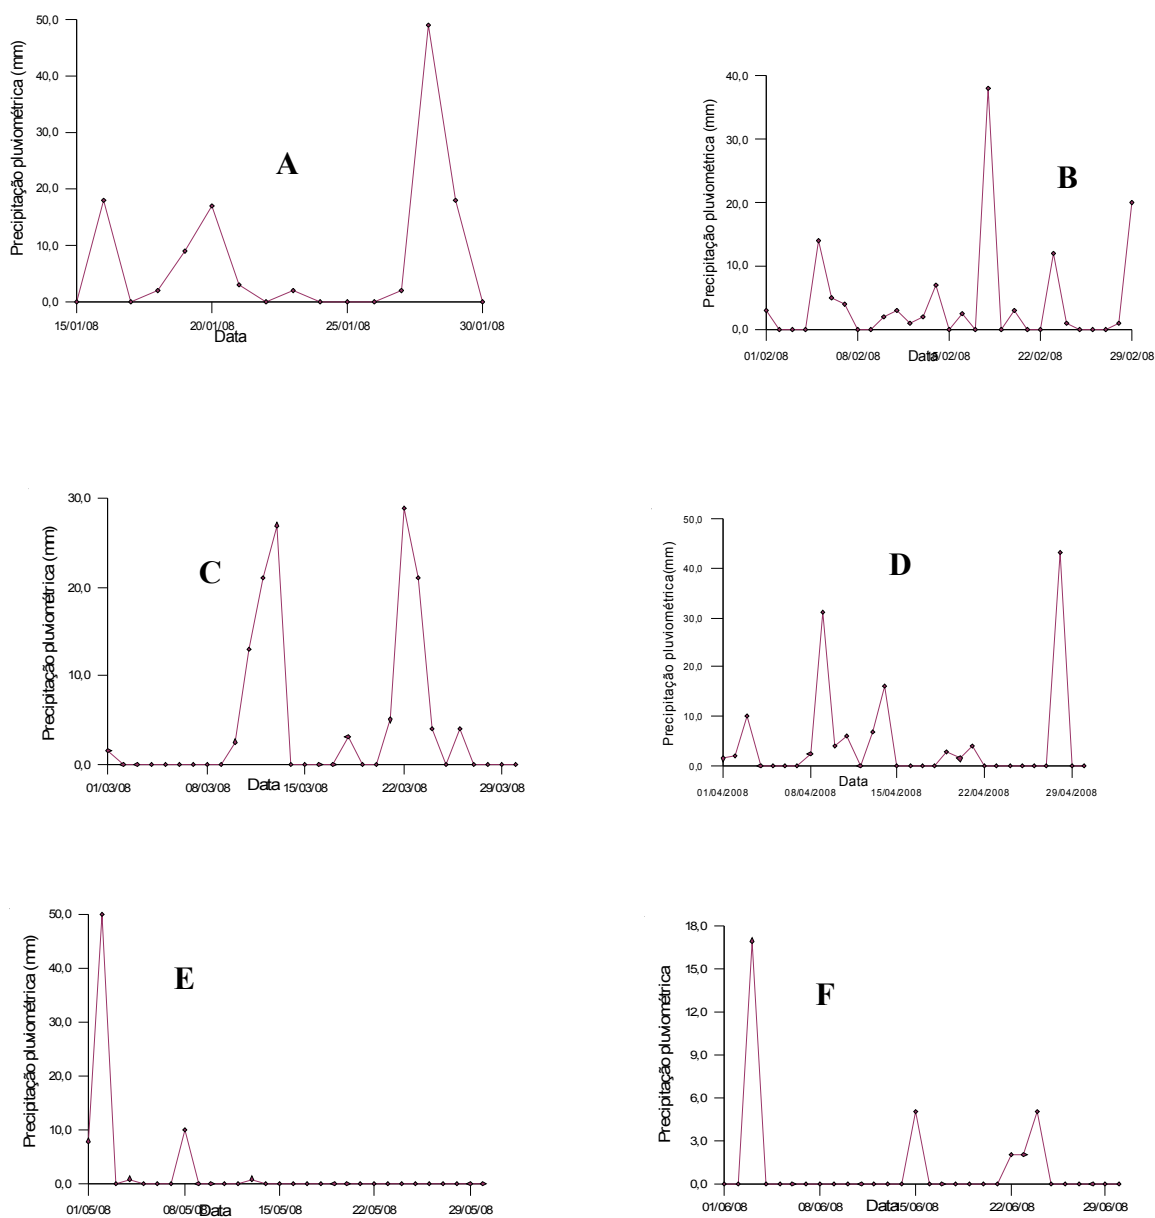 Precipitação pluviométrica (mm)
50,0
40,0
30,0
20,0
10,0
0,0
A
15/01/08 20/01/08 25/01/08 30/01/08
Data
Precipitação pluviométrica (mm)
40,0
30,0
20,0
10,0
0,0
B
01/02/08 08/02/08 15/02/08 22/02/08 29/02/08
Data
Precipitação pluviométrica (mm)
30,0
20,0
10,0
0,0
C
01/03/08 08/03/08 15/03/08 22/03/08 29/03/08
Data
Precipitação pluviométrica(mm)
50,0
40,0
30,0
20,0
10,0
0,0
D
Data
01/04/2008 08/04/2008 15/04/2008 22/04/2008 29/04/2008
Precipitação pluviométrica (mm)
50,0
40,0
30,0
20,0
10,0
0,0
E
01/05/08 08/05/08 15/05/08 22/05/08 29/05/08
Data
Precipitação pluviométrica
18,0
15,0
12,0
9,0
6,0
3,0
0,0
F
01/06/08 08/06/08 15/06/08 22/06/08 29/06/08
Data